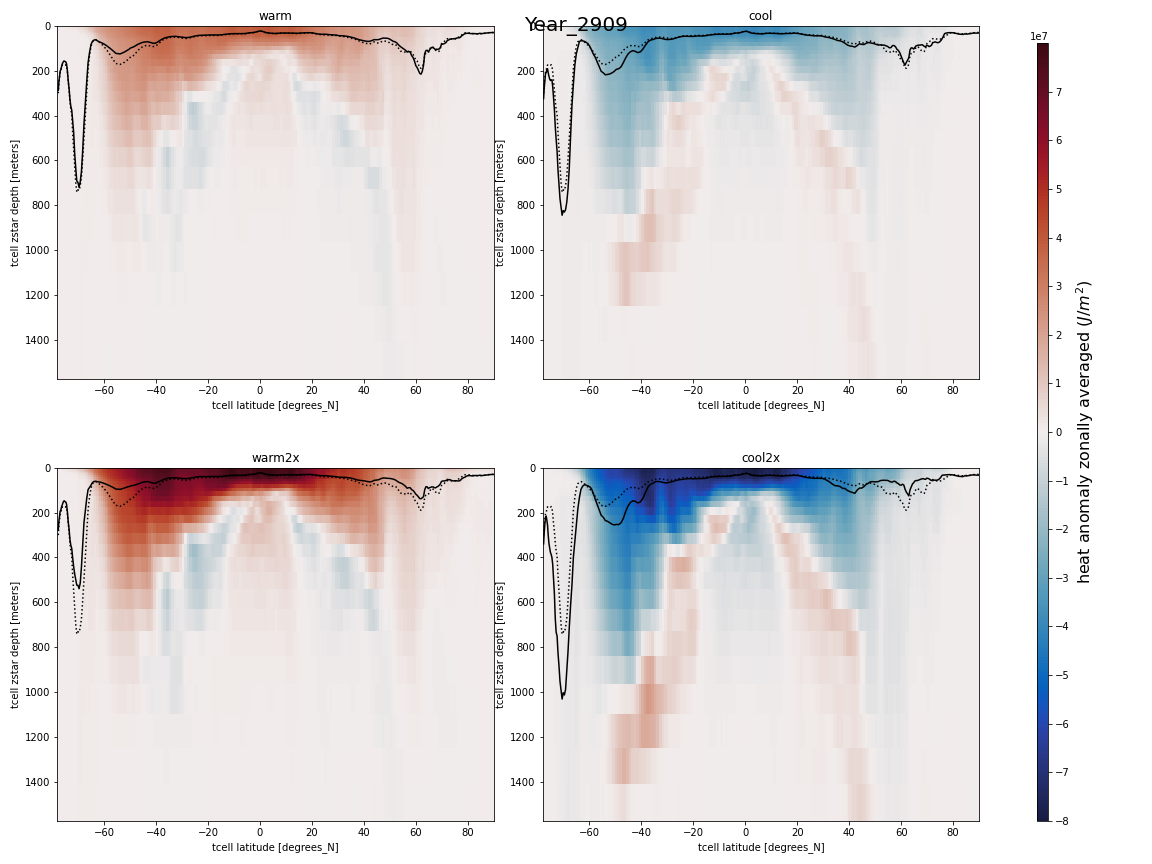 Year_2909
warm
0
200
400
600
800
1000
1200
1400
tcell zstar depth [meters]
−60 −40 −20 0 20 40 60 80
tcell latitude [degrees_N]
cool
0
200
400
600
800
1000
1200
1400
tcell zstar depth [meters]
−60 −40 −20 0 20 40 60 80
tcell latitude [degrees_N]
warm2x
0
200
400
600
800
1000
1200
1400
tcell zstar depth [meters]
−60 −40 −20 0 20 40 60 80
tcell latitude [degrees_N]
cool2x
0
200
400
600
800
1000
1200
1400
tcell zstar depth [meters]
−60 −40 −20 0 20 40 60 80
tcell latitude [degrees_N]
1e7
7
6
5
4
3
2
1
0
−1
−2
−3
−4
−5
−6
−7
−8
heat anomaly zonally averaged (J/m²)